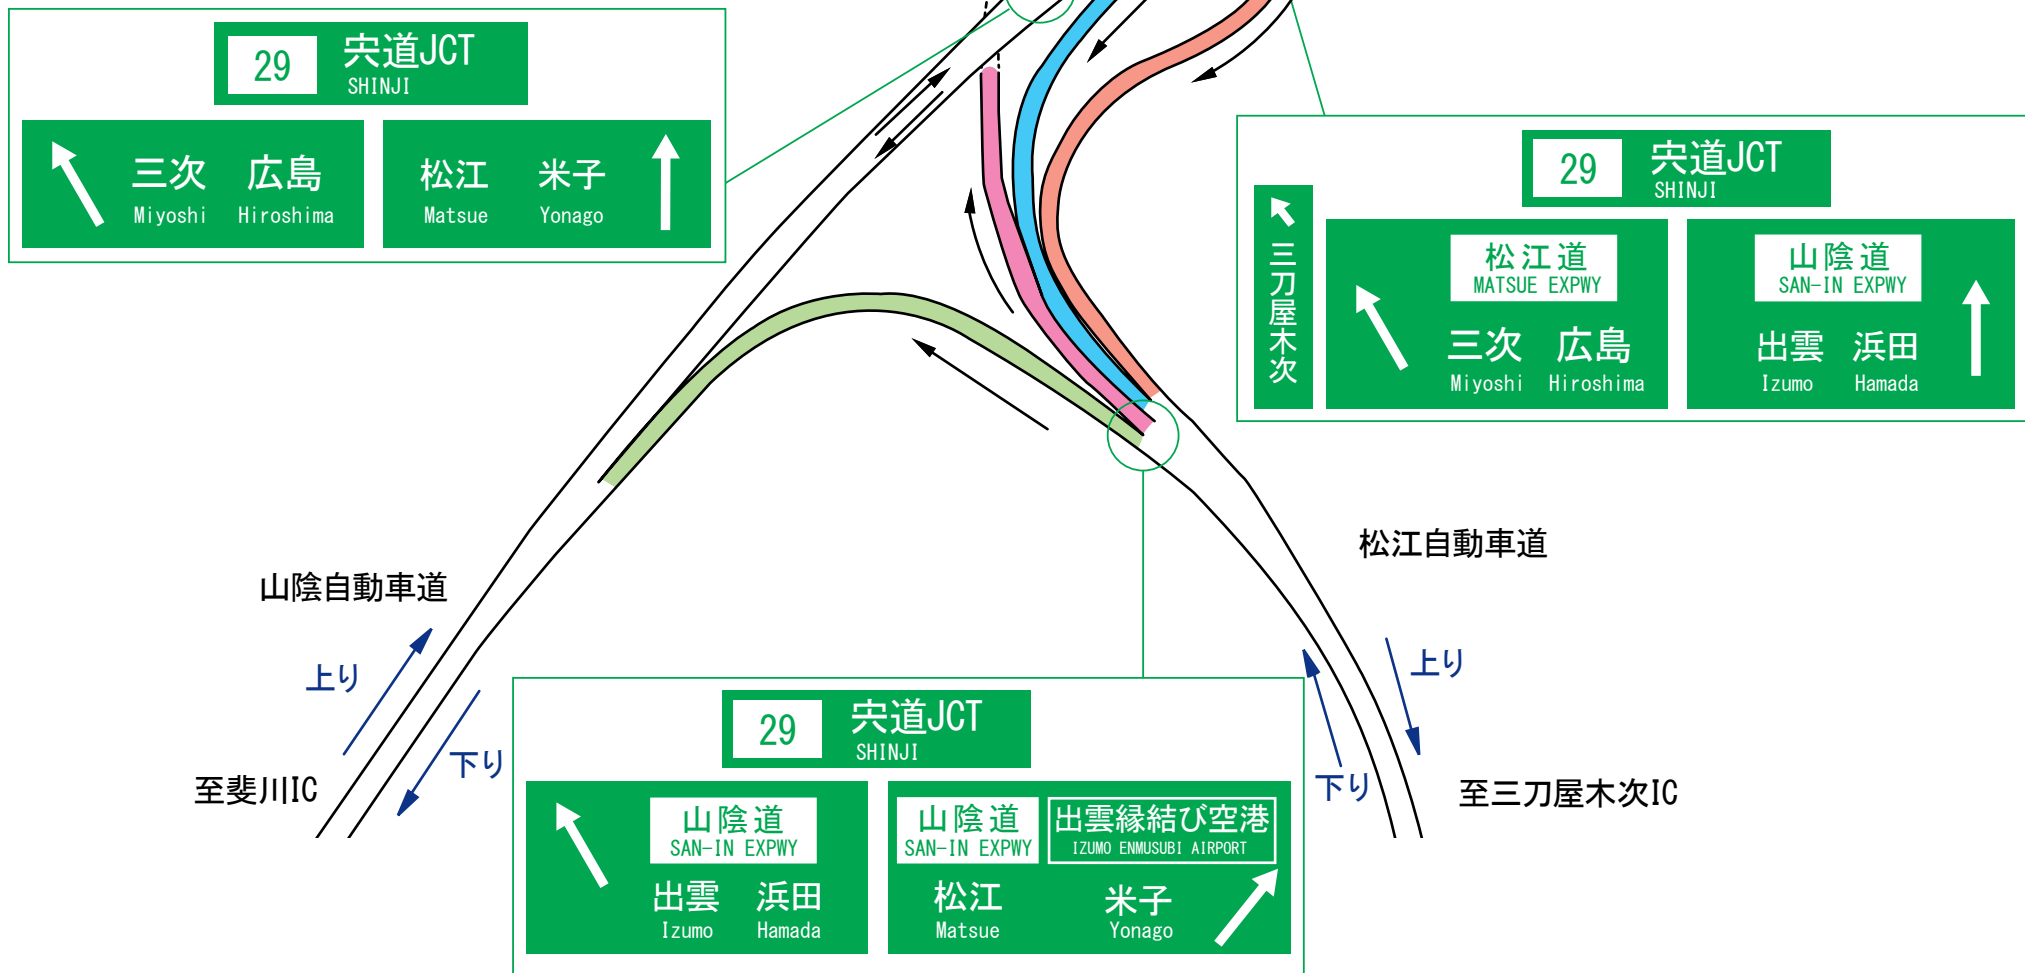 29
宍道JCT
SHINJI
三次 広島
Miyoshi Hiroshima
松江 米子
Matsue Yonago
29
宍道JCT
SHINJI
三刀屋木次
松江道
MATSUE EXPWY
三次 広島
Miyoshi Hiroshima
山陰道
SAN-IN EXPWY
出雲 浜田
Izumo Hamada
松江自動車道
山陰自動車道
上り
下り
至斐川IC
上り
下り
至三刀屋木次IC
29
宍道JCT
SHINJI
山陰道
SAN-IN EXPWY
出雲 浜田
Izumo Hamada
山陰道
SAN-IN EXPWY
出雲縁結び空港
IZUMO ENMUSUBI AIRPORT
松江 米子
Matsue Yonago